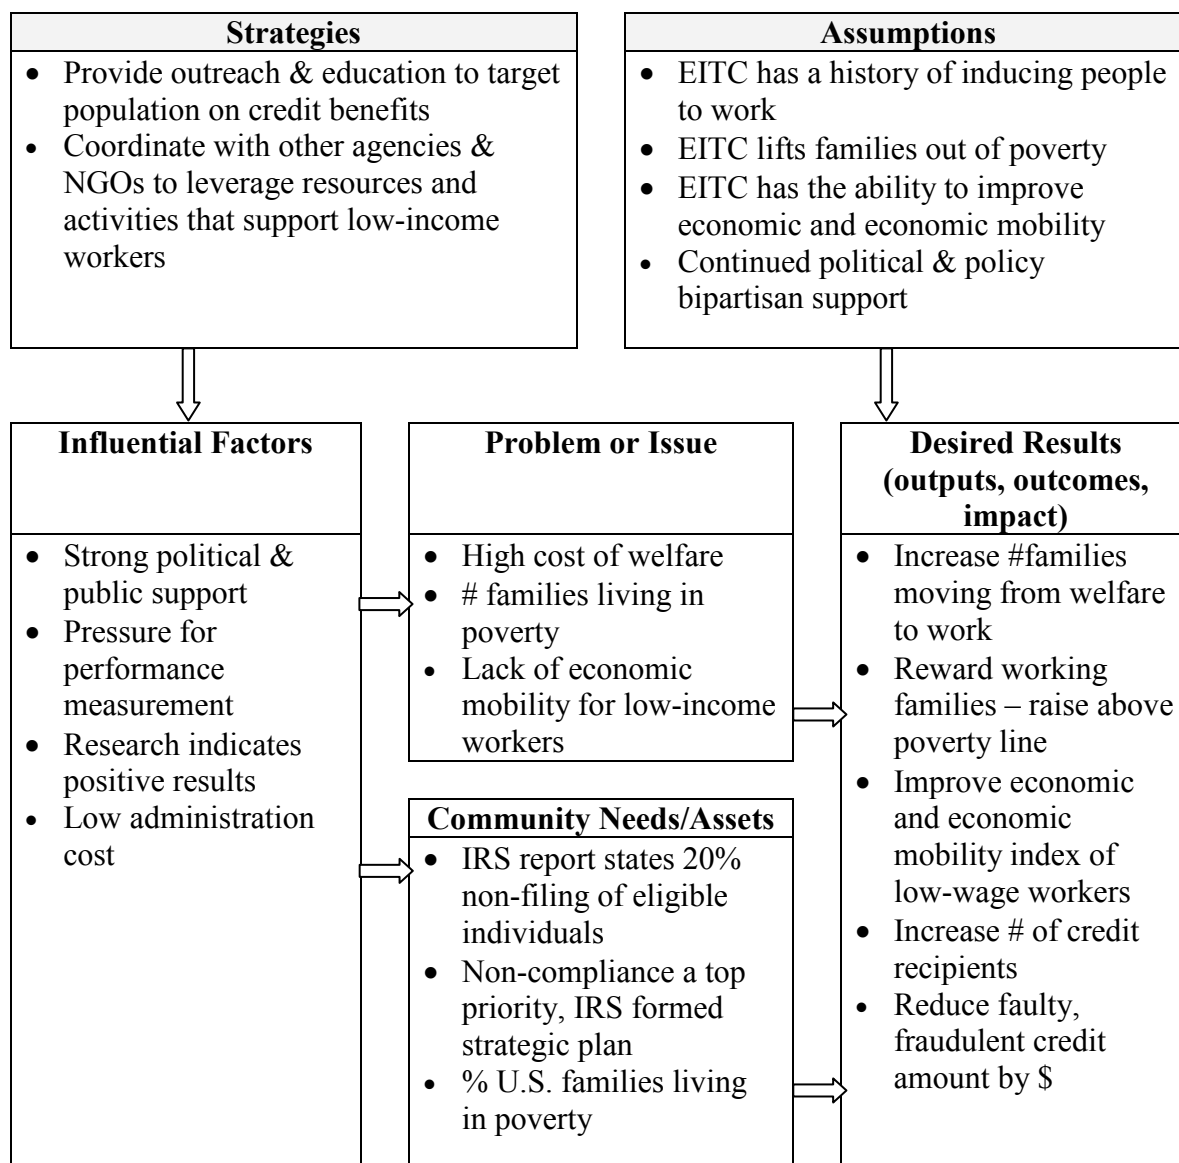 Strategies
• Provide outreach & education to target
population on credit benefits
• Coordinate with other agencies &
NGOs to leverage resources and
activities that support low-income
workers
Assumptions
• EITC has a history of inducing people
to work
• EITC lifts families out of poverty
• EITC has the ability to improve
economic and economic mobility
• Continued political & policy
bipartisan support
Influential Factors
• Strong political &
public support
• Pressure for
performance
measurement
• Research indicates
positive results
• Low administration
cost
Problem or Issue
• High cost of welfare
• # families living in
poverty
• Lack of economic
mobility for low-income
workers
Community Needs/Assets
• IRS report states 20%
non-filing of eligible
individuals
• Non-compliance a top
priority, IRS formed
strategic plan
• % U.S. families living
in poverty
Desired Results
(outputs, outcomes,
impact)
• Increase #families
moving from welfare
to work
• Reward working
families – raise above
poverty line
• Improve economic
and economic
mobility index of
low-wage workers
• Increase # of credit
recipients
• Reduce faulty,
fraudulent credit
amount by $